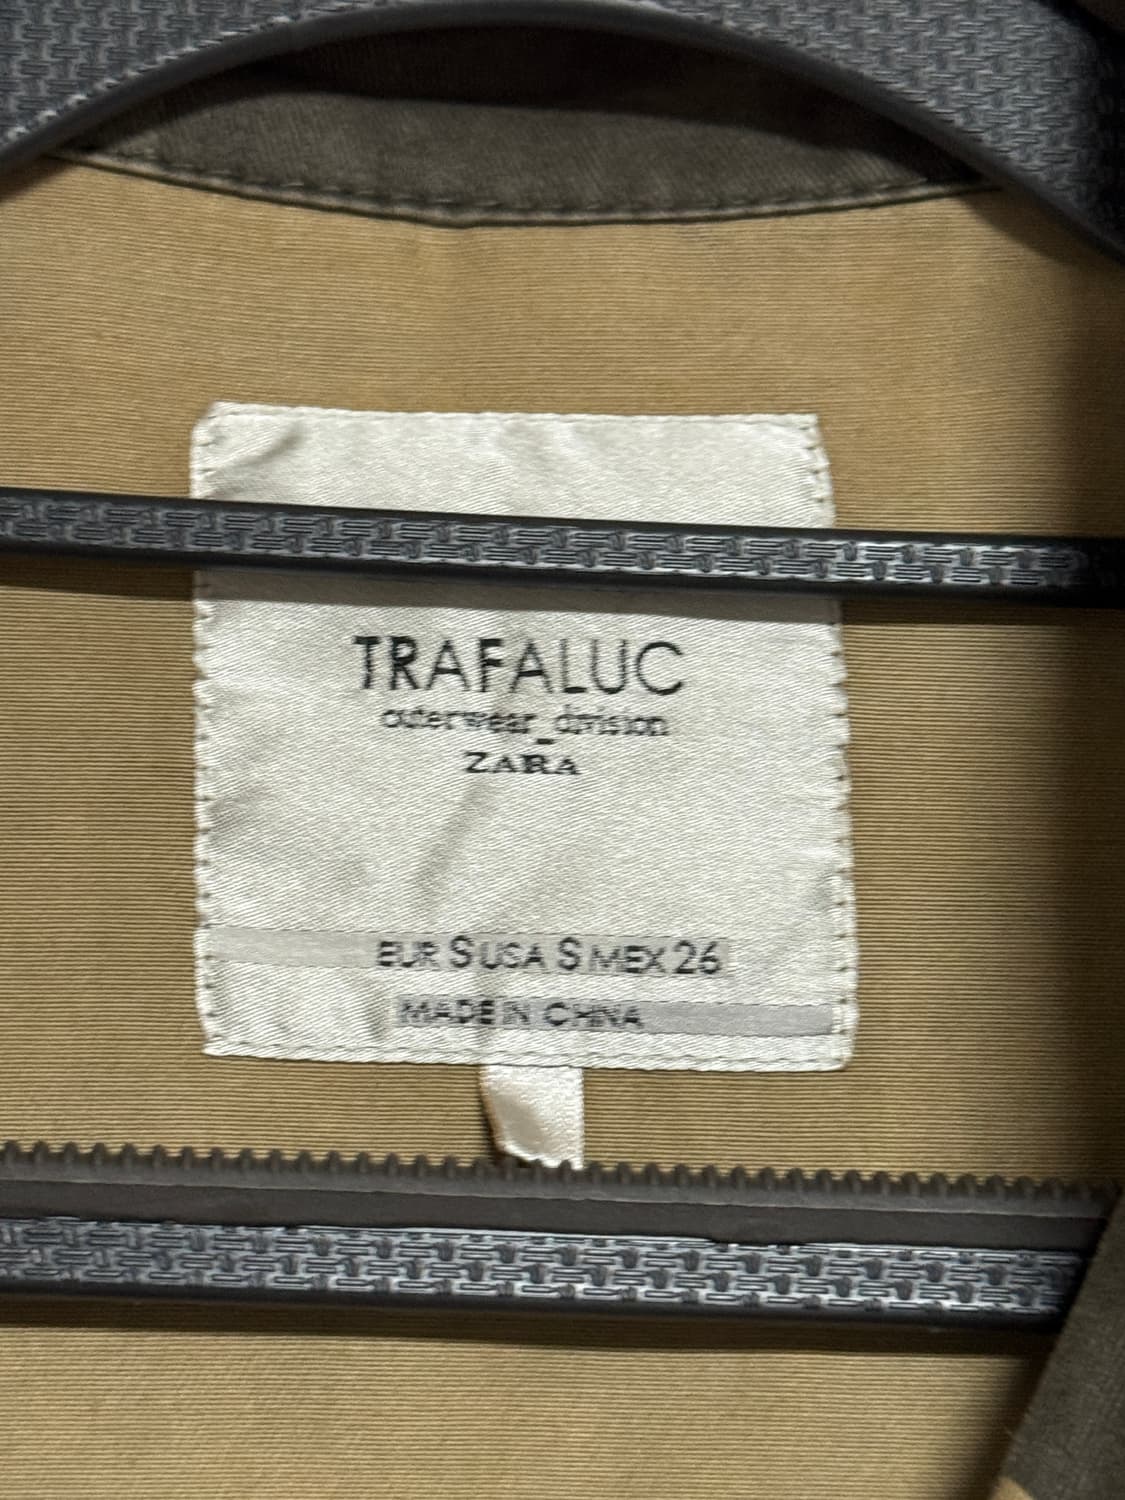 TRAFALUC
outerwear_division
ZARA
EUR S USA S MEX 26
MADE IN CHINA